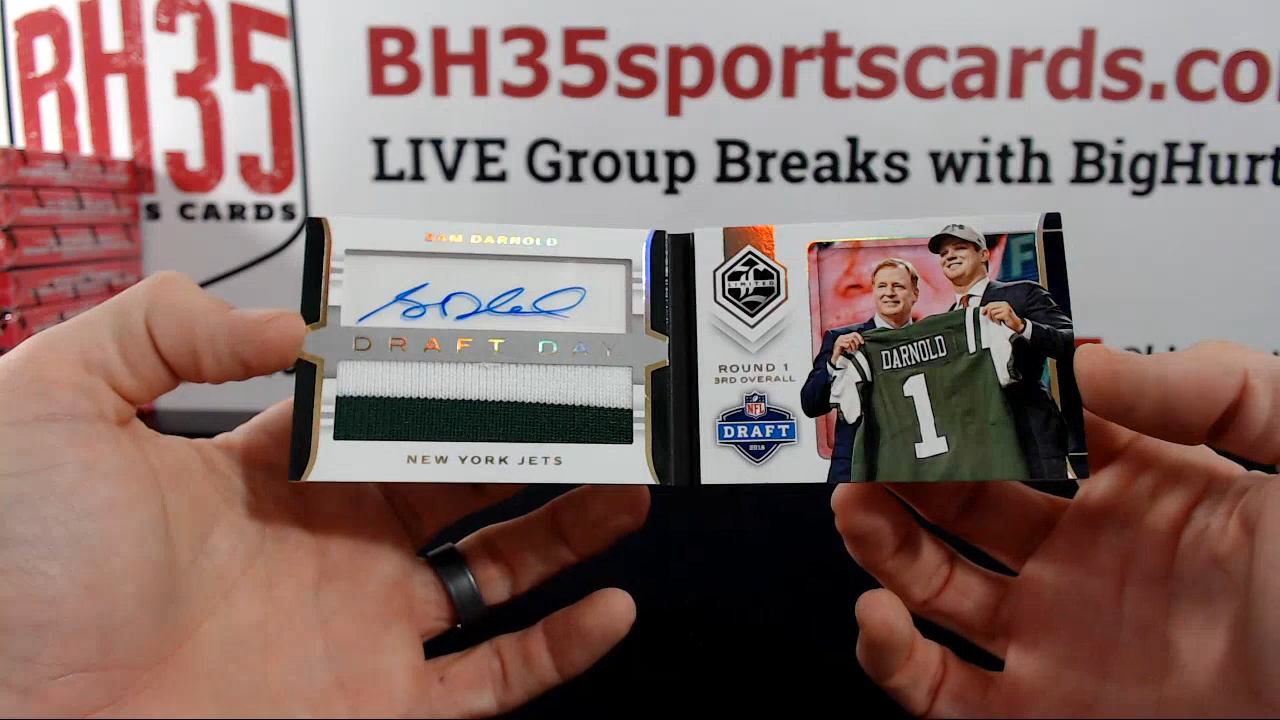 BH35
S CARDS
BH35sportscards.co
LIVE Group Breaks with BigHurt
SAM DARNOLD
DRAFT DAY
NEW YORK JETS
LIMITED
ROUND 1
3RD OVERALL
NFL
DRAFT
2018
DARNOLD
1